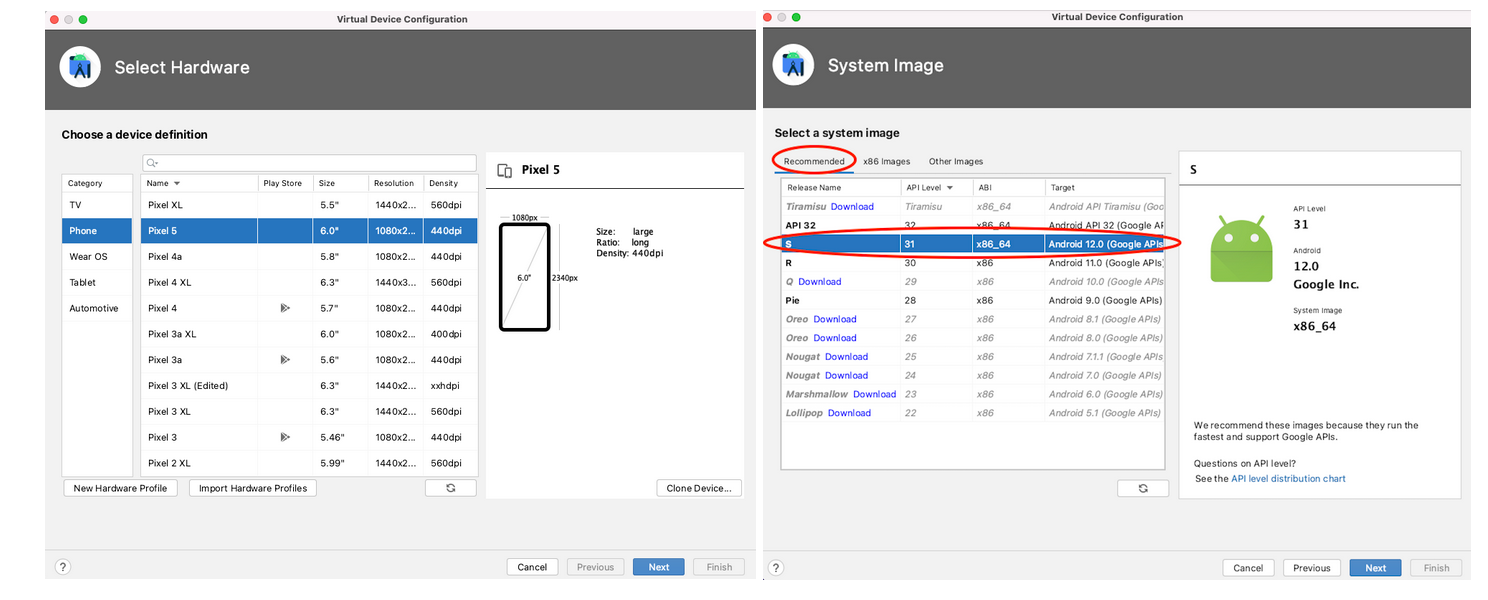 Virtual Device Configuration
Select Hardware
Choose a device definition
Category
TV
Phone
Wear OS
Tablet
Automotive
Name Play Store Size Resolution Density
Pixel XL 5.5" 1440x2... 560dpi
Pixel 5 6.0" 1080x2... 440dpi
Pixel 4a 5.8" 1080x2... 440dpi
Pixel 4 XL 6.3" 1440x3... 560dpi
Pixel 4 5.7" 1080x2... 440dpi
Pixel 3a XL 6.0" 1080x2... 400dpi
Pixel 3a 5.6" 1080x2... 440dpi
Pixel 3 XL (Edited) 6.3" 1440x2... xxhdpi
Pixel 3 XL 6.3" 1440x2... 560dpi
Pixel 3 5.46" 1080x2... 440dpi
Pixel 2 XL 5.99" 1440x2... 560dpi
New Hardware Profile Import Hardware Profiles
Pixel 5
1080px
6.0"
2340px
Size: large
Ratio: long
Density: 440dpi
Clone Device...
? Cancel Previous Next Finish
Virtual Device Configuration
System Image
Select a system image
Recommended x86 Images Other Images
Release Name API Level ABI Target
Tiramisu Download Tiramisu x86_64 Android API Tiramisu (Goo
API 32 32 x86_64 Android API 32 (Google AP
S 31 x86_64 Android 12.0 (Google APIs
R 30 x86 Android 11.0 (Google APIs)
Q Download 29 x86 Android 10.0 (Google APIs
Pie 28 x86 Android 9.0 (Google APIs)
Oreo Download 27 x86 Android 8.1 (Google APIs)
Oreo Download 26 x86 Android 8.0 (Google APIs)
Nougat Download 25 x86 Android 7.1.1 (Google APIs
Nougat Download 24 x86 Android 7.0 (Google APIs)
Marshmallow Download 23 x86 Android 6.0 (Google APIs)
Lollipop Download 22 x86 Android 5.1 (Google APIs)
S
API Level
31
Android
12.0
Google Inc.
System Image
x86_64
We recommend these images because they run the
fastest and support Google APIs.
Questions on API level?
See the API level distribution chart
? Cancel Previous Next Finish